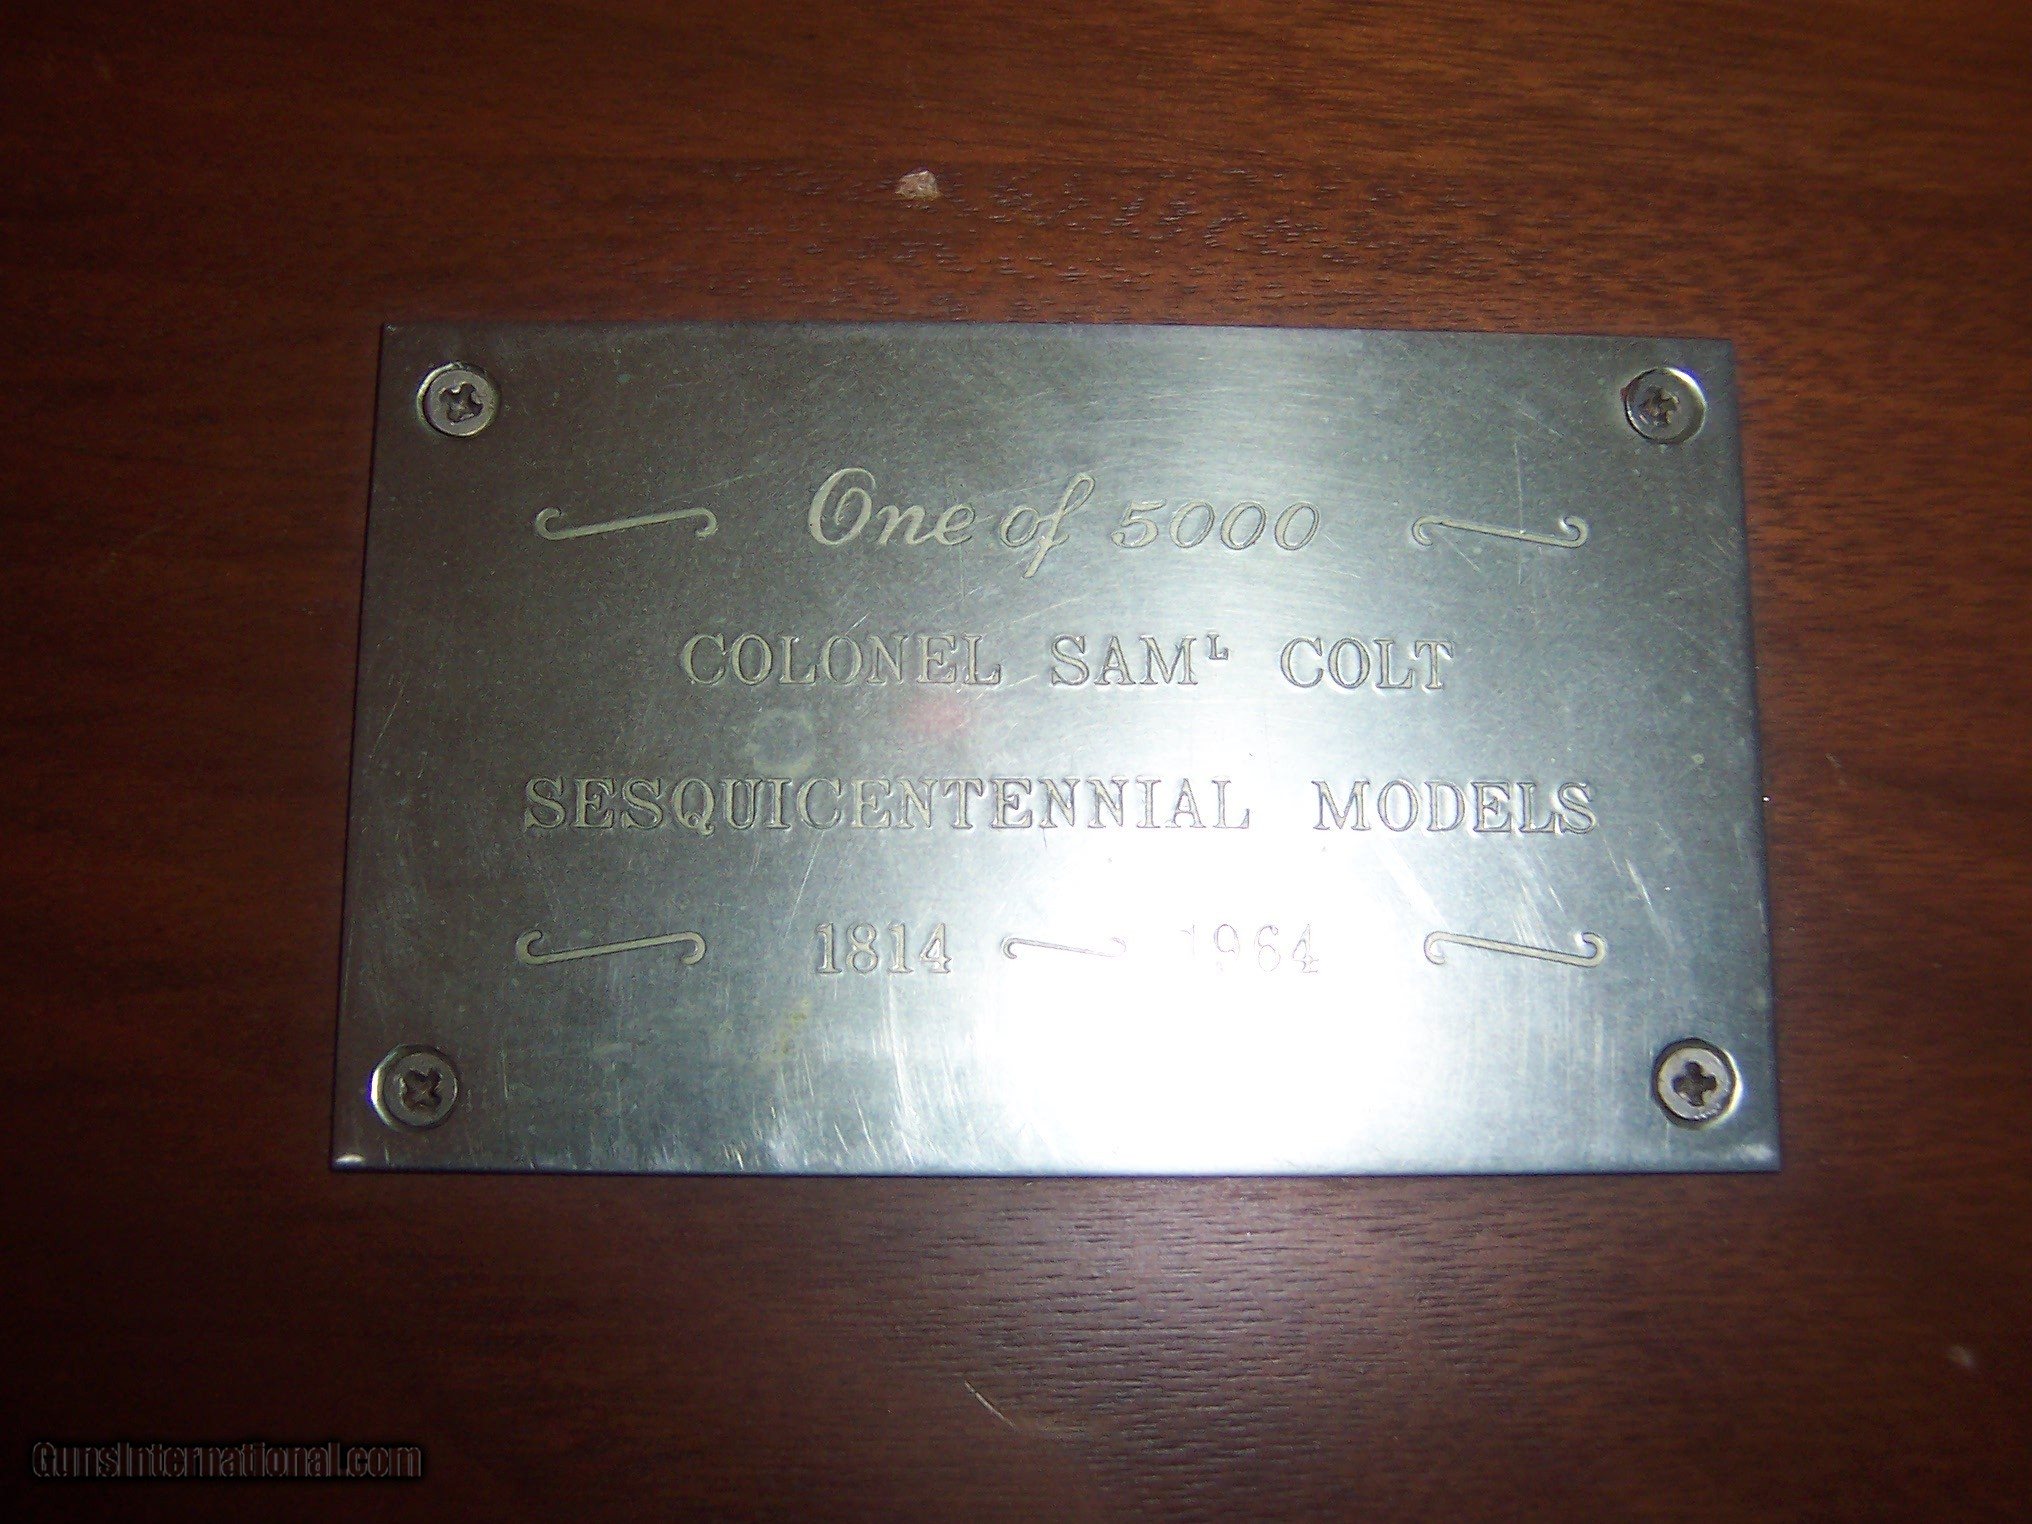 One of 5000
COLONEL SAMᴸ COLT
SESQUICENTENNIAL MODELS
1814 1964
GunsInternational.com